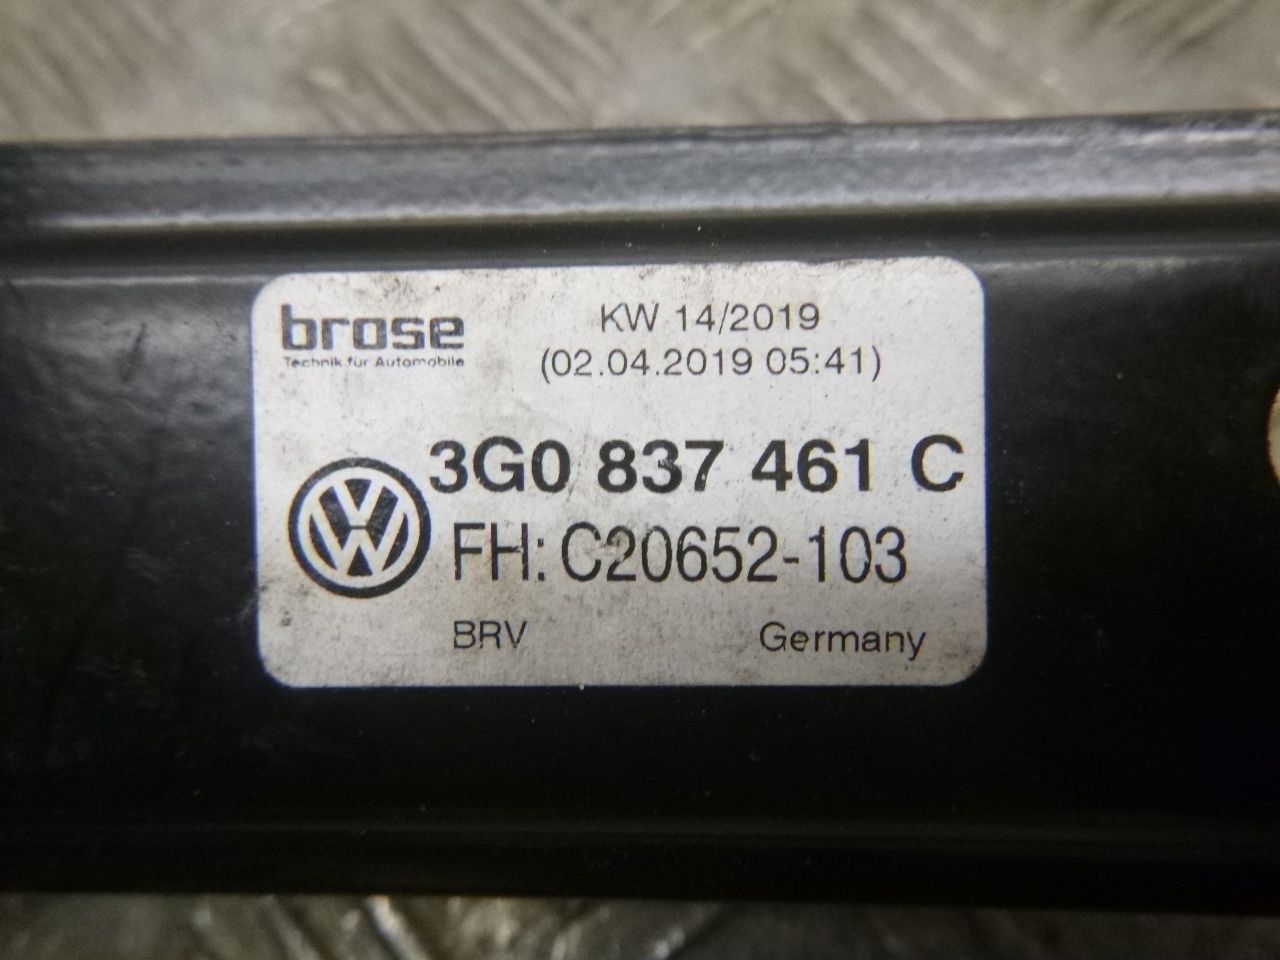 brose
Technik für Automobile
KW 14/2019
(02.04.2019 05:41)
3G0 837 461 C
FH: C20652-103
BRV
Germany